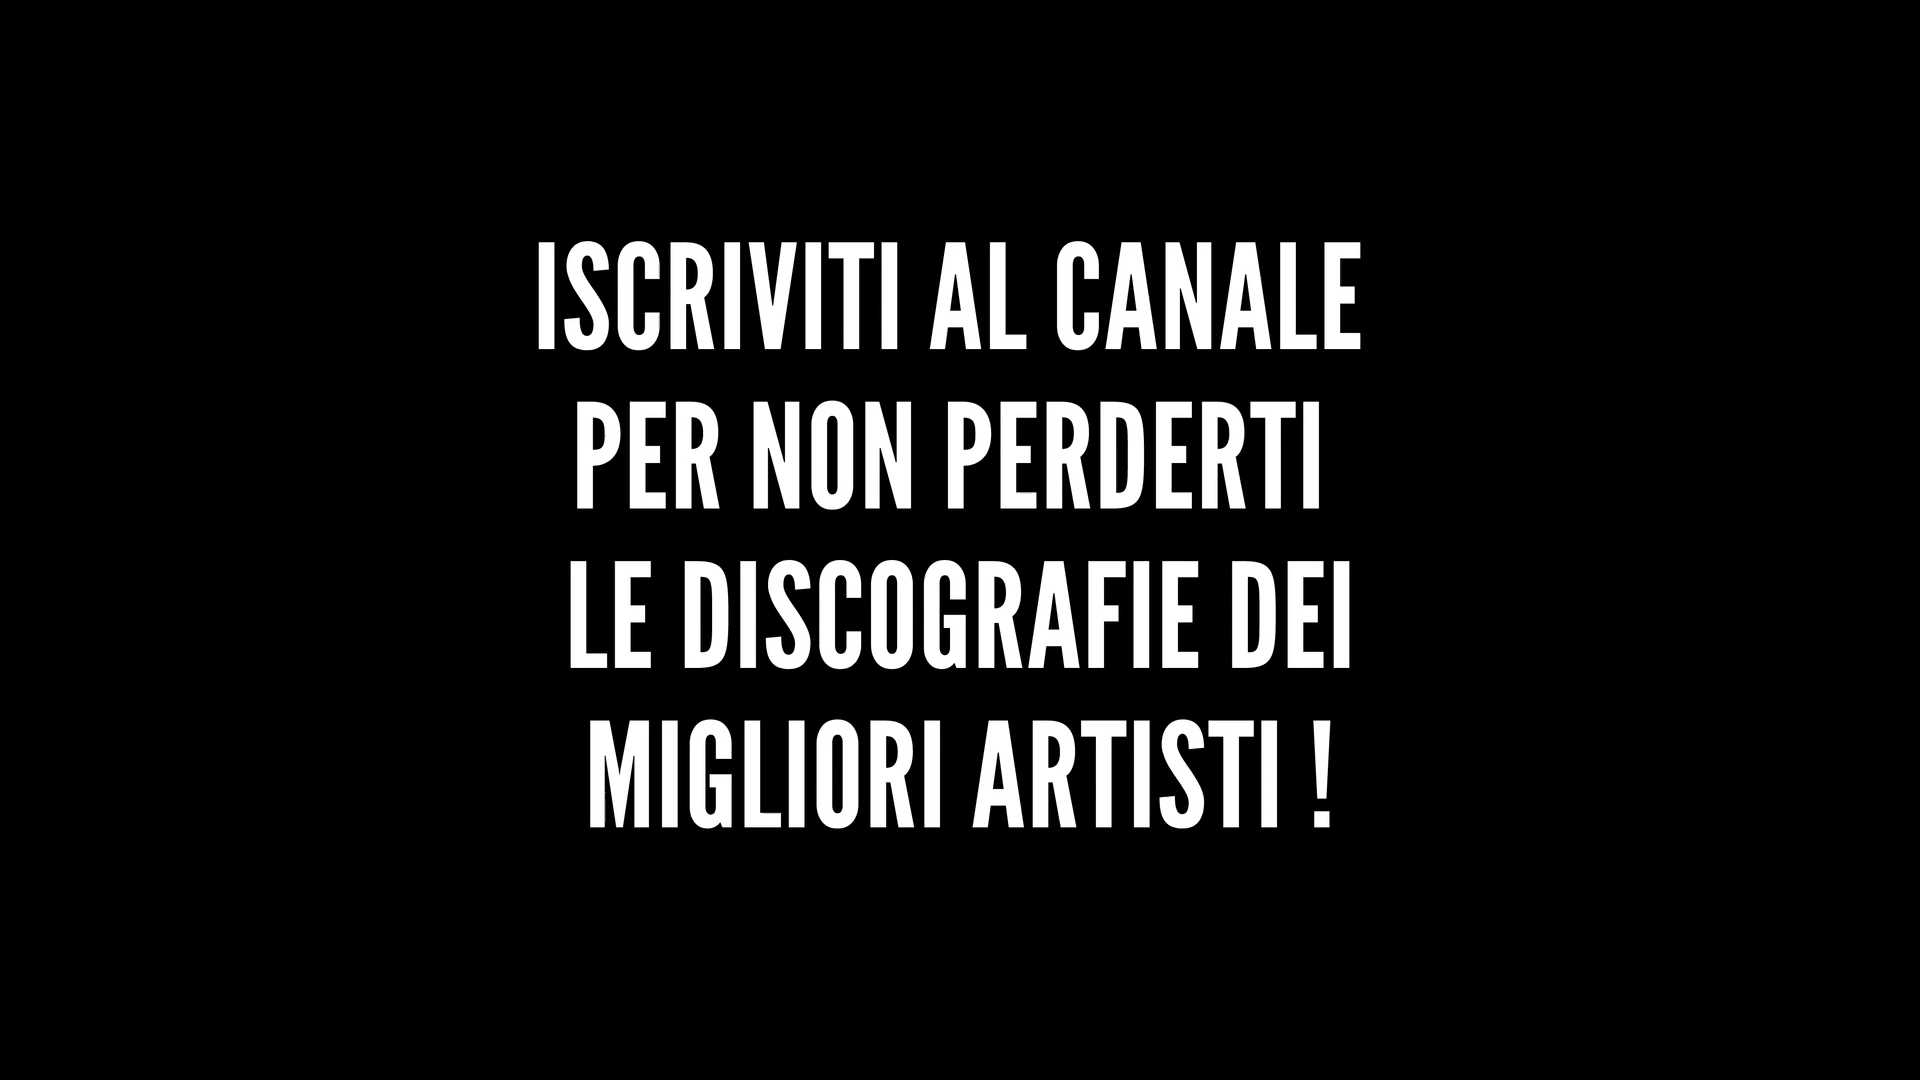 ISCRIVITI AL CANALE
PER NON PERDERTI
LE DISCOGRAFIE DEI
MIGLIORI ARTISTI !